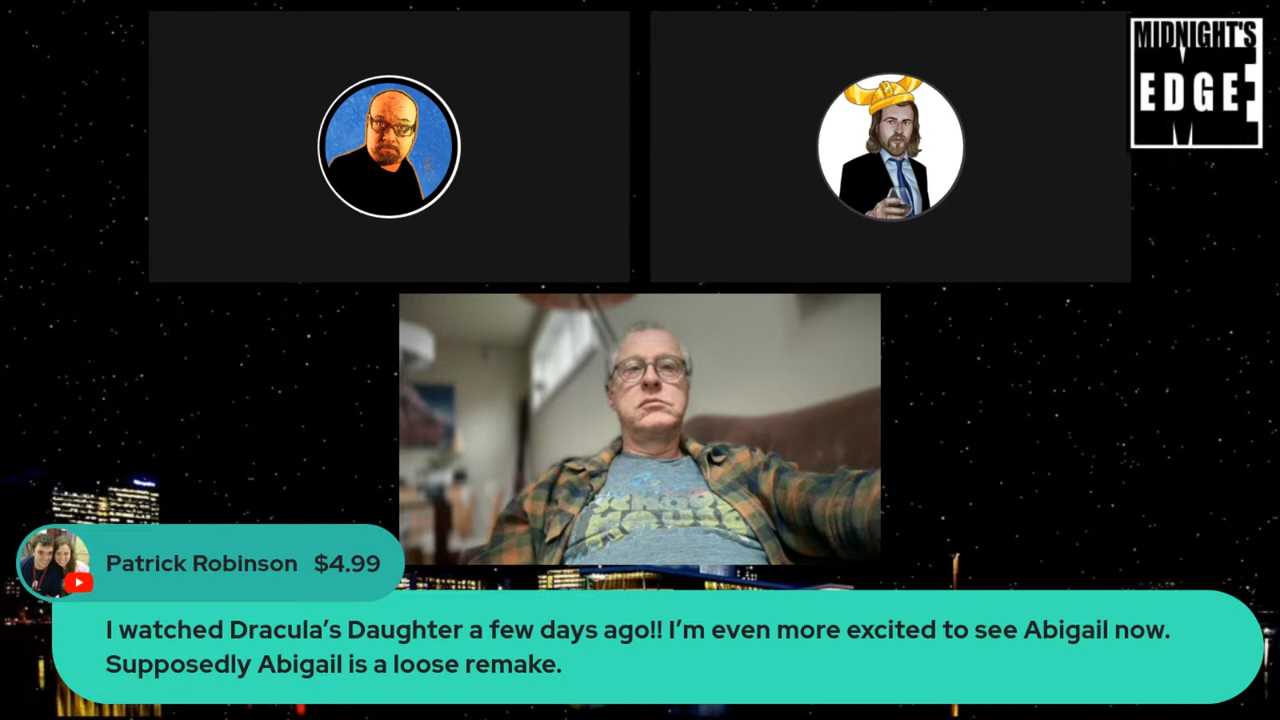 MIDNIGHT'S
EDGE
Patrick Robinson $4.99
I watched Dracula’s Daughter a few days ago!! I’m even more excited to see Abigail now.
Supposedly Abigail is a loose remake.